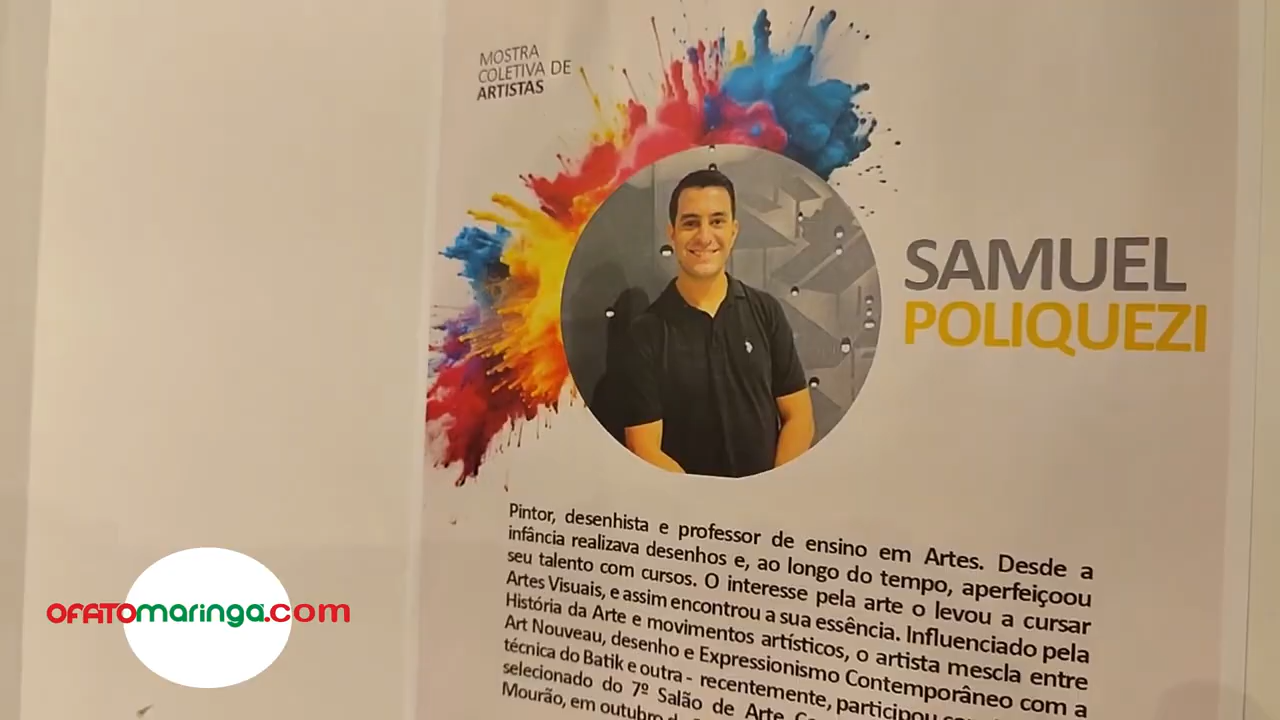 MOSTRA
COLETIVA DE
ARTISTAS
SAMUEL
POLIQUEZI
Pintor, desenhista e professor de ensino em Artes. Desde a
infância realizava desenhos e, ao longo do tempo, aperfeiçoou
seu talento com cursos. O interesse pela arte o levou a cursar
Artes Visuais, e assim encontrou a sua essência. Influenciado pela
História da Arte e movimentos artísticos, o artista mescla entre
Art Nouveau, desenho e Expressionismo Contemporâneo com a
técnica do Batik e outra - recentemente, participou
selecionado do 7º Salão de Arte
Mourão, em outubro
OFATOmaringá.com